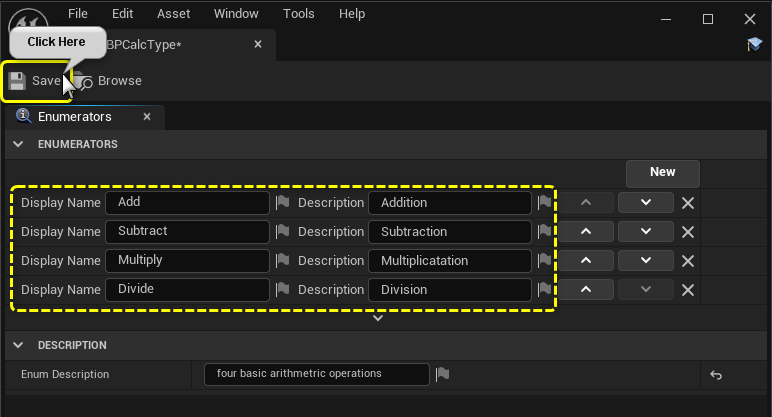 File Edit Asset Window Tools Help
Click Here
BPCalcType*
Save Browse
Enumerators
ENUMERATORS
New
Display Name Add Description Addition
Display Name Subtract Description Subtraction
Display Name Multiply Description Multiplicatation
Display Name Divide Description Division
DESCRIPTION
Enum Description four basic arithmetric operations